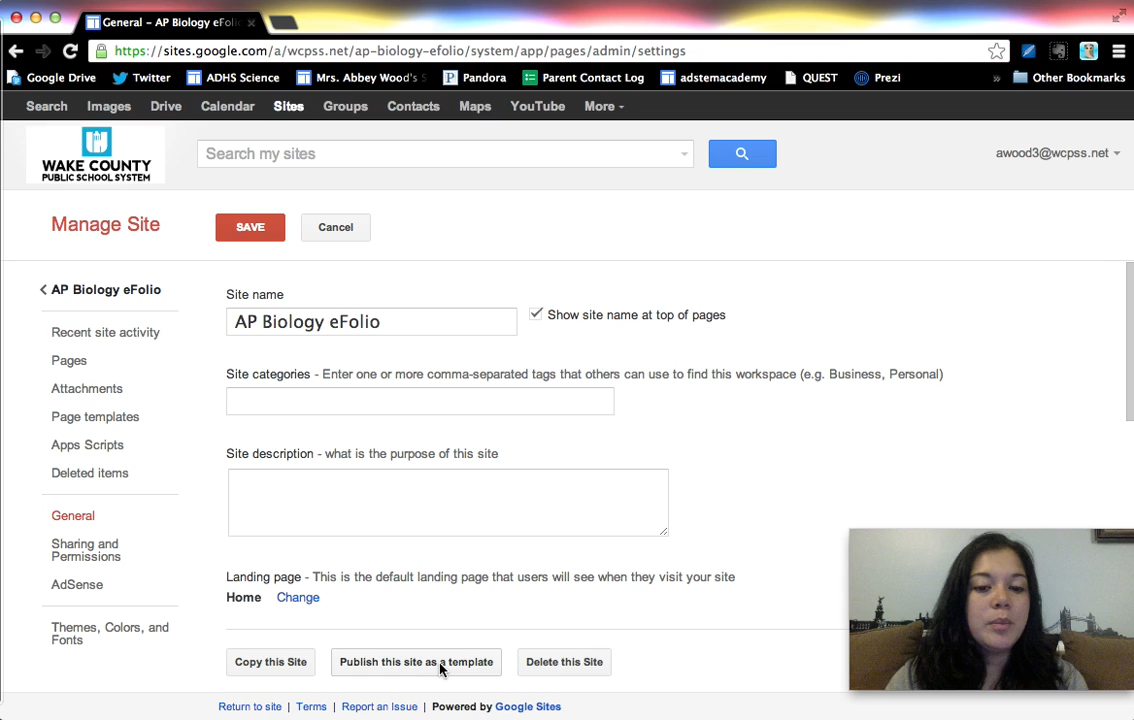 General – AP Biology eFoli
https://sites.google.com/a/wcpss.net/ap-biology-efolio/system/app/pages/admin/settings
Google Drive Twitter ADHS Science Mrs. Abbey Wood's Pandora Parent Contact Log adstemacademy QUEST Prezi » Other Bookmarks
Search Images Drive Calendar Sites Groups Contacts Maps YouTube More
WAKE COUNTY
PUBLIC SCHOOL SYSTEM
Search my sites
awood3@wcpss.net
Manage Site
SAVE
Cancel
AP Biology eFolio
Recent site activity
Pages
Attachments
Page templates
Apps Scripts
Deleted items
General
Sharing and
Permissions
AdSense
Themes, Colors, and
Fonts
Site name
AP Biology eFolio
Show site name at top of pages
Site categories - Enter one or more comma-separated tags that others can use to find this workspace (e.g. Business, Personal)
Site description - what is the purpose of this site
Landing page - This is the default landing page that users will see when they visit your site
Home Change
Copy this Site
Publish this site as a template
Delete this Site
Return to site | Terms | Report an Issue | Powered by Google Sites